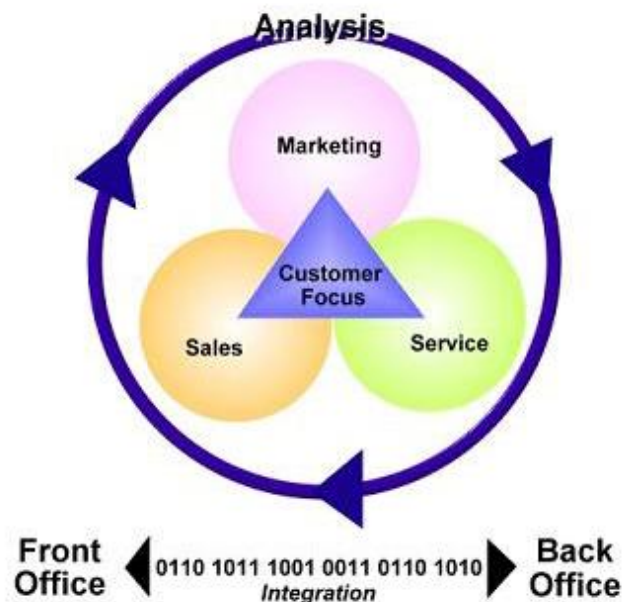 Analysis
Marketing
Customer
Focus
Sales
Service
Front
Office
0110 1011 1001 0011 0110 1010
Integration
Back
Office